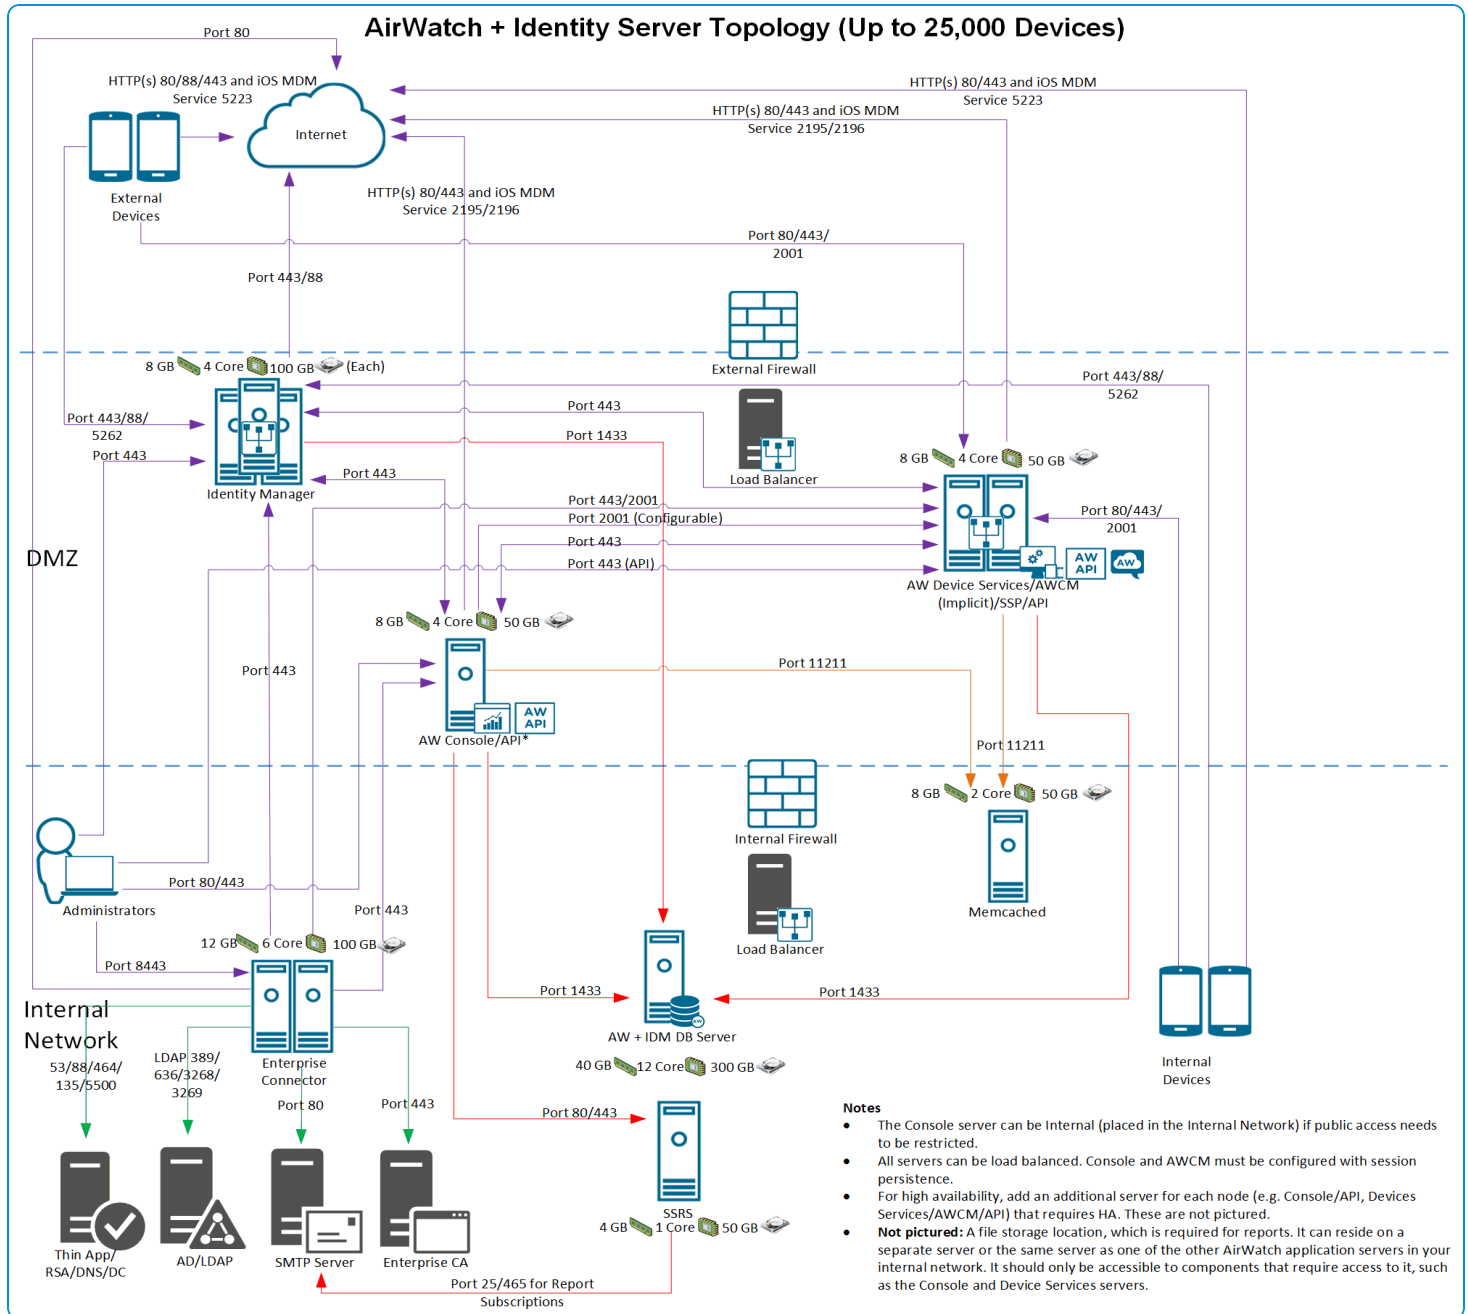 AirWatch + Identity Server Topology (Up to 25,000 Devices)
Port 80
HTTP(s) 80/88/443 and iOS MDM
Service 5223
HTTP(s) 80/443 and iOS MDM
Service 5223
HTTP(s) 80/443 and iOS MDM
Service 2195/2196
Internet
External
Devices
HTTP(s) 80/443 and iOS MDM
Service 2195/2196
Port 80/443/
2001
Port 443/88
External Firewall
8 GB
4 Core
100 GB
(Each)
Port 443/88/
5262
Port 443
Port 443/88/
5262
Port 443
Port 1433
Port 443
Identity Manager
Load Balancer
8 GB
4 Core
50 GB
Port 443/2001
Port 2001 (Configurable)
Port 443
Port 443 (API)
Port 80/443/
2001
DMZ
AW
API
AW
AW Device Services/AWCM
(Implicit)/SSP/API
8 GB
4 Core
50 GB
Port 443
Port 11211
AW
API
AW Console/API*
Port 11211
8 GB
2 Core
50 GB
Internal Firewall
Memcached
Port 80/443
Administrators
Port 443
Load Balancer
12 GB
6 Core
100 GB
Port 8443
Port 1433
Port 1433
AW
AW + IDM DB Server
Internal
Network
Enterprise
Connector
40 GB
12 Core
300 GB
Internal
Devices
53/88/464/
135/5500
LDAP 389/
636/3268/
3269
Port 80
Port 443
Port 80/443
Notes
● The Console server can be Internal (placed in the Internal Network) if public access needs
to be restricted.
● All servers can be load balanced. Console and AWCM must be configured with session
persistence.
● For high availability, add an additional server for each node (e.g. Console/API, Devices
Services/AWCM/API) that requires HA. These are not pictured.
● Not pictured: A file storage location, which is required for reports. It can reside on a
separate server or the same server as one of the other AirWatch application servers in your
internal network. It should only be accessible to components that require access to it, such
as the Console and Device Services servers.
SSRS
4 GB
1 Core
50 GB
Thin App/
RSA/DNS/DC
AD/LDAP
SMTP Server
Enterprise CA
Port 25/465 for Report
Subscriptions